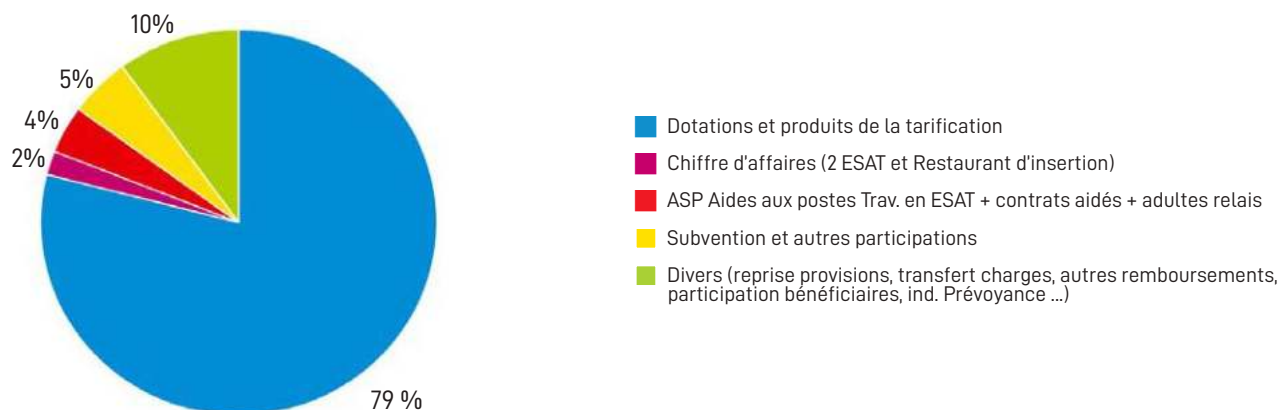 10%
5%
4%
2%
79 %
Dotations et produits de la tarification
Chiffre d'affaires (2 ESAT et Restaurant d'insertion)
ASP Aides aux postes Trav. en ESAT + contrats aidés + adultes relais
Subvention et autres participations
Divers (reprise provisions, transfert charges, autres remboursements,
participation bénéficiaires, ind. Prévoyance ...)